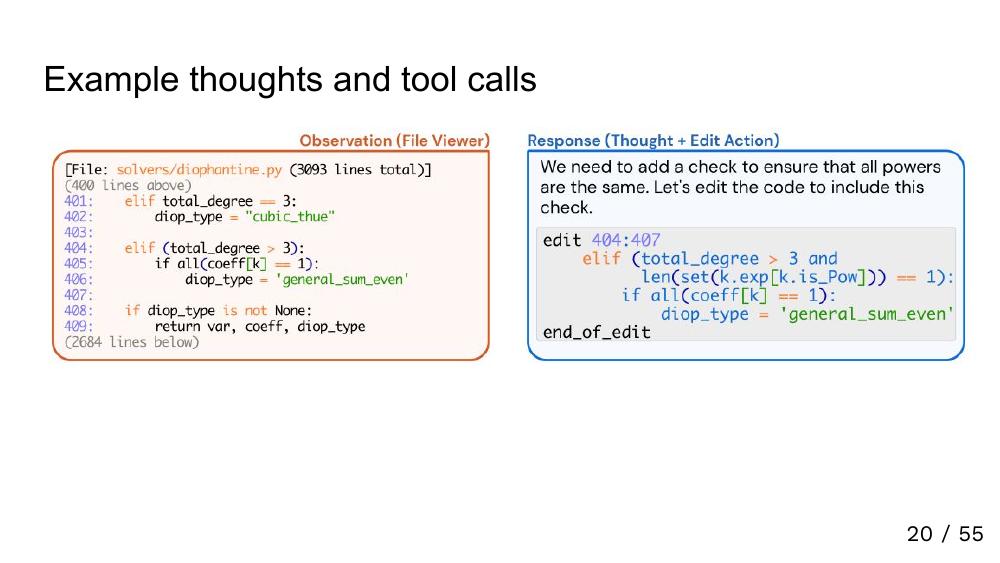 Example thoughts and tool calls
Observation (File Viewer)
[File: solvers/diophantine.py (3093 lines total)]
(400 lines above)
401:    elif total_degree == 3:
402:        diop_type = "cubic_thue"
403:
404:    elif (total_degree > 3):
405:        if all(coeff[k] == 1):
406:            diop_type = 'general_sum_even'
407:
408:    if diop_type is not None:
409:        return var, coeff, diop_type
(2684 lines below)
Response (Thought + Edit Action)
We need to add a check to ensure that all powers
are the same. Let's edit the code to include this
check.
edit 404:407
    elif (total_degree > 3 and
          len(set(k.exp[k.is_Pow])) == 1):
        if all(coeff[k] == 1):
            diop_type = 'general_sum_even'
end_of_edit
20 / 55